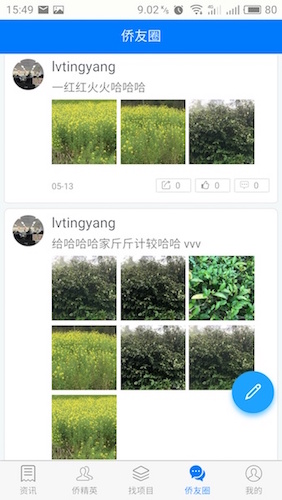 15:49
9.02 K/s 4G 80
侨友圈
lvtingyang
一红红火火哈哈哈
05-13
0
0
0
lvtingyang
给哈哈哈家斤斤计较哈哈 vvv
资讯
侨精英
找项目
侨友圈
我的